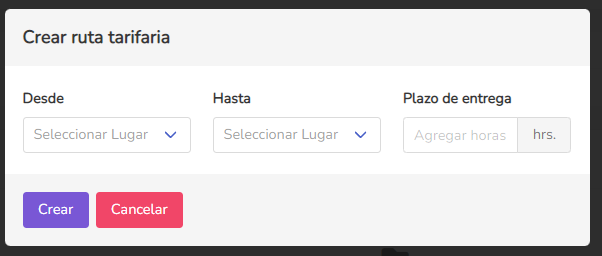 Crear ruta tarifaria
Desde Hasta Plazo de entrega
Seleccionar Lugar Seleccionar Lugar Agregar horas hrs.
Crear Cancelar